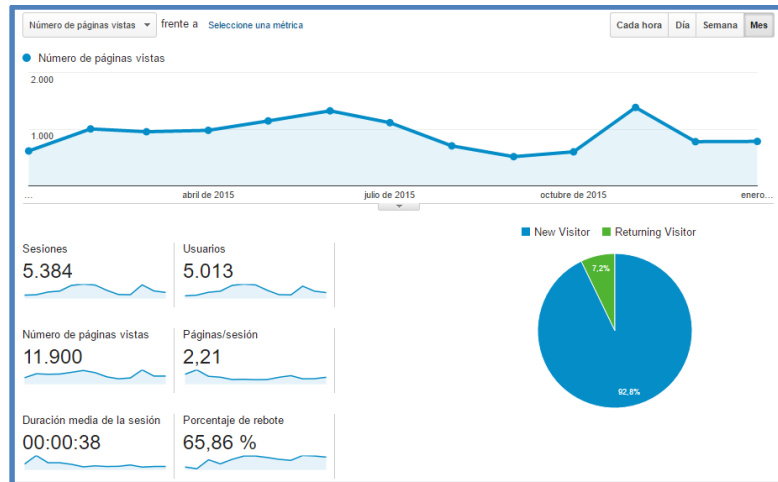 Número de páginas vistas frente a Seleccione una métrica Cada hora Día Semana Mes
Número de páginas vistas
2.000
1.000
... abril de 2015 julio de 2015 octubre de 2015 enero...
New Visitor Returning Visitor
Sesiones
5.384
Usuarios
5.013
Número de páginas vistas
11.900
Páginas/sesión
2,21
Duración media de la sesión
00:00:38
Porcentaje de rebote
65,86 %
7,2%
92,8%